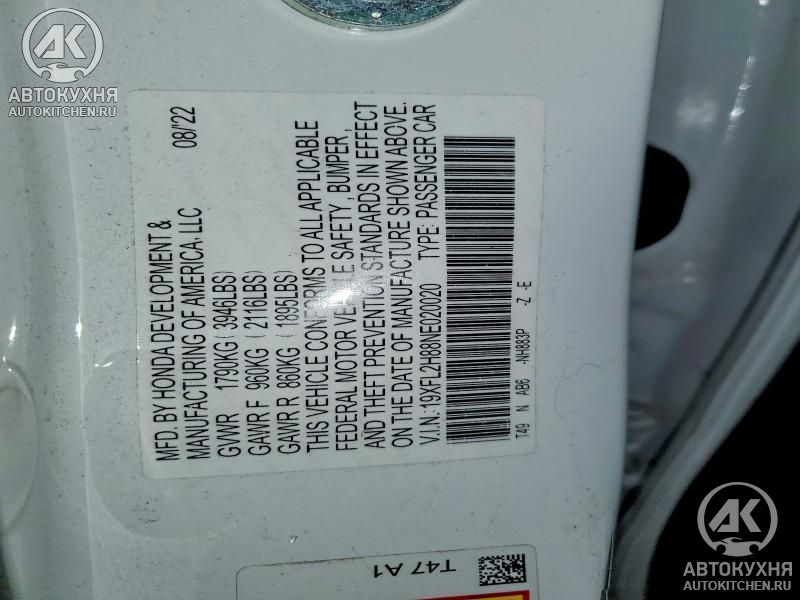 AK
АВТОКУХНЯ
AUTOKITCHEN.RU
MFD. BY HONDA DEVELOPMENT &
MANUFACTURING OF AMERICA, LLC 08/'22
GVWR 1790KG (3946LBS)
GAWR F 960KG (2116LBS)
GAWR R 860KG (1895LBS)
THIS VEHICLE CONFORMS TO ALL APPLICABLE
FEDERAL MOTOR VEHICLE SAFETY, BUMPER,
AND THEFT PREVENTION STANDARDS IN EFFECT
ON THE DATE OF MANUFACTURE SHOWN ABOVE.
V.I.N: 19XFL2H88NE020020 TYPE: PASSENGER CAR
T49 N AB6 -NH883P -Z -E
T47 A1
AK
АВТОКУХНЯ
AUTOKITCHEN.RU